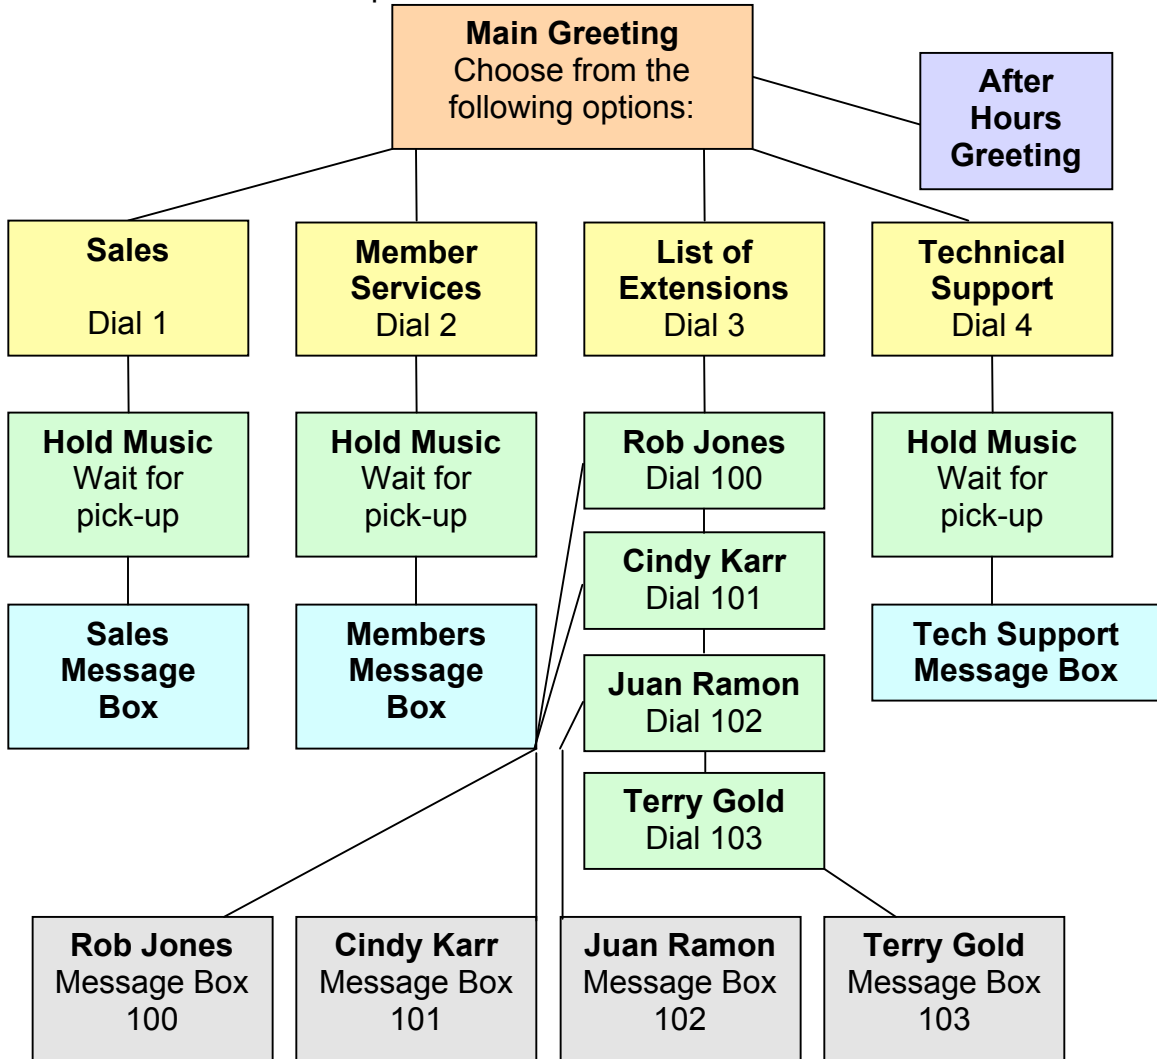 Main Greeting
Choose from the
following options:
After
Hours
Greeting
Sales
Dial 1
Member
Services
Dial 2
List of
Extensions
Dial 3
Technical
Support
Dial 4
Hold Music
Wait for
pick-up
Hold Music
Wait for
pick-up
Rob Jones
Dial 100
Cindy Karr
Dial 101
Juan Ramon
Dial 102
Terry Gold
Dial 103
Hold Music
Wait for
pick-up
Sales
Message
Box
Members
Message
Box
Tech Support
Message Box
Rob Jones
Message Box
100
Cindy Karr
Message Box
101
Juan Ramon
Message Box
102
Terry Gold
Message Box
103